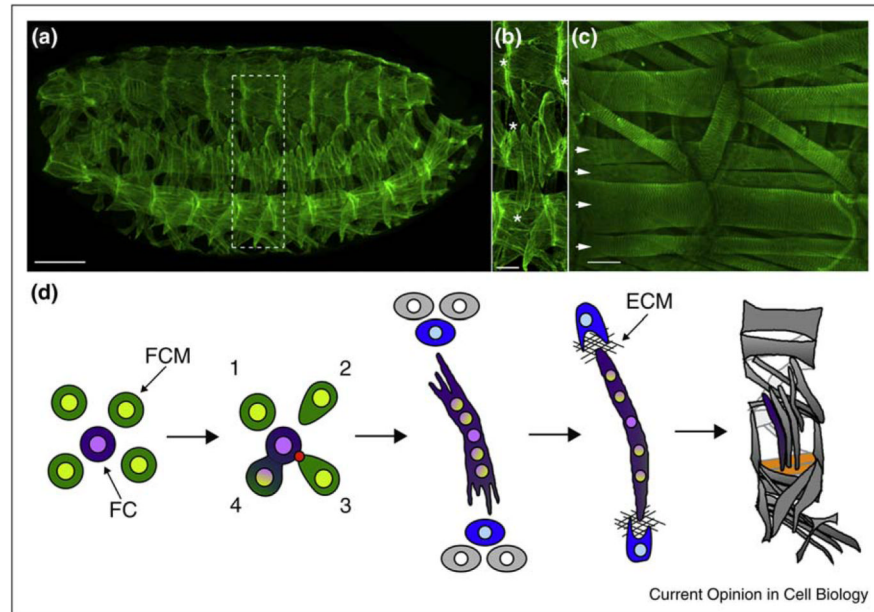 (a)
(b)
(c)
*
*
*
*
(d)
FCM
FC
1
2
3
4
ECM
Current Opinion in Cell Biology